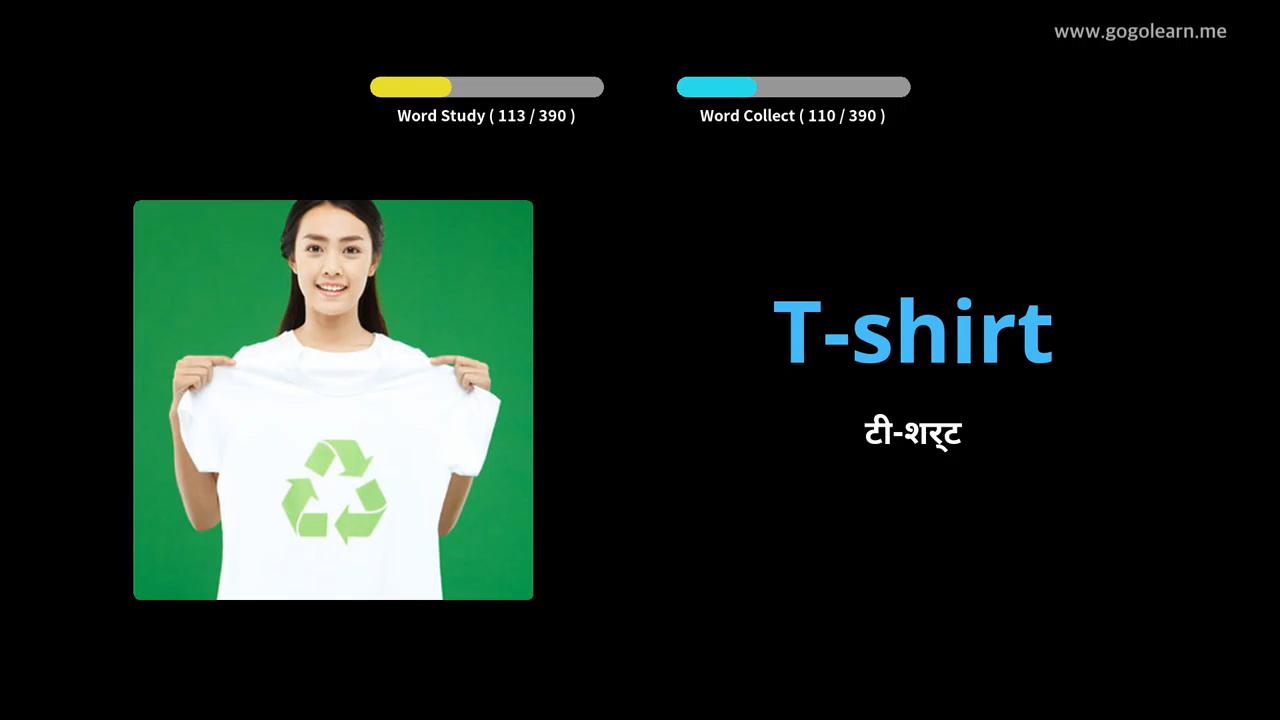 www.gogolearn.me
Word Study ( 113 / 390 )
Word Collect ( 110 / 390 )
T-shirt
टी-शर्ट